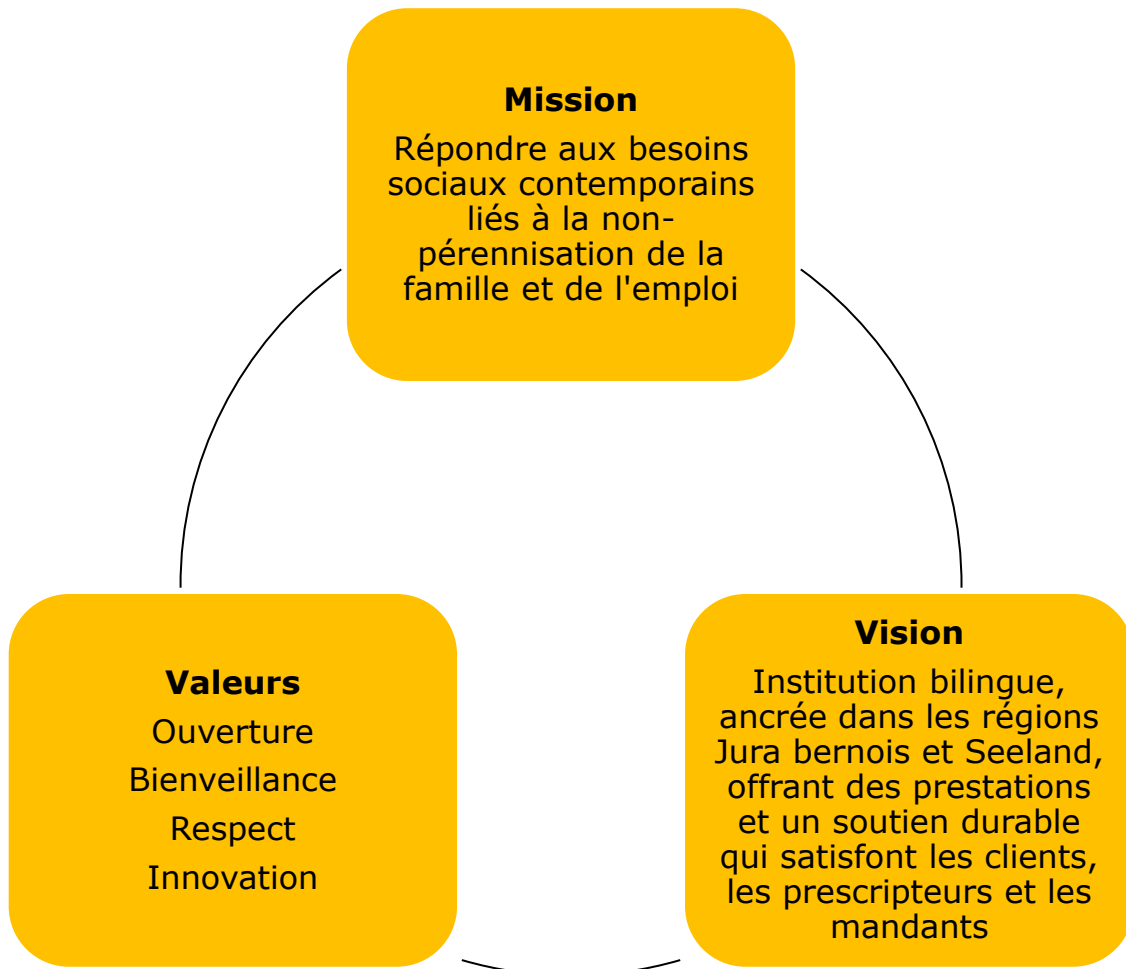 Mission
Répondre aux besoins
sociaux contemporains
liés à la non-
pérennisation de la
famille et de l'emploi
Valeurs
Ouverture
Bienveillance
Respect
Innovation
Vision
Institution bilingue,
ancrée dans les régions
Jura bernois et Seeland,
offrant des prestations
et un soutien durable
qui satisfont les clients,
les prescripteurs et les
mandants